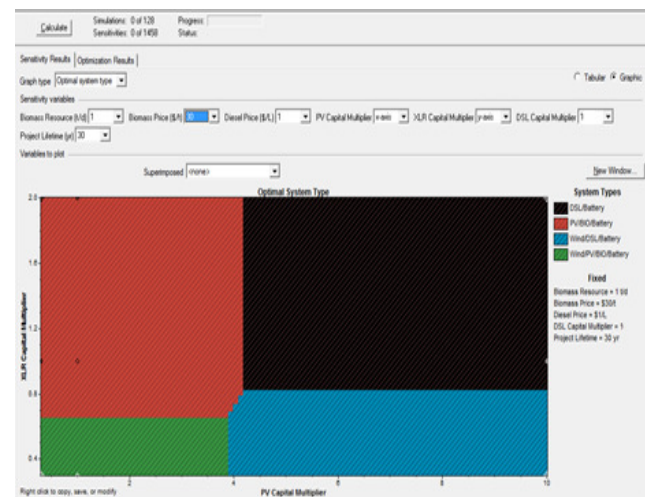 Calculate
Simulations: 0 of 128 Progress:
Sensitivities: 0 of 1458 Status:
Sensitivity Results Optimization Results
Graph type Optimal system type Tabular Graphic
Sensitivity variables
Biomass Resource (t/d) 1 Biomass Price ($/t) 30 Diesel Price ($/L) 1 PV Capital Multiplier x-axis XLR Capital Multiplier y-axis DSL Capital Multiplier 1
Project Lifetime (yr) 30
Variables to plot
Superimposed <none> New Window...
Optimal System Type
2.0
1.6
1.2
0.8
0.4
XLR Capital Multiplier
2 4 6 8 10
PV Capital Multiplier
System Types
DSL/Battery
PV/BIO/Battery
Wind/DSL/Battery
Wind/PV/BIO/Battery
Fixed
Biomass Resource = 1 t/d
Biomass Price = $30/t
Diesel Price = $1/L
DSL Capital Multiplier = 1
Project Lifetime = 30 yr
Right click to copy, save, or modify